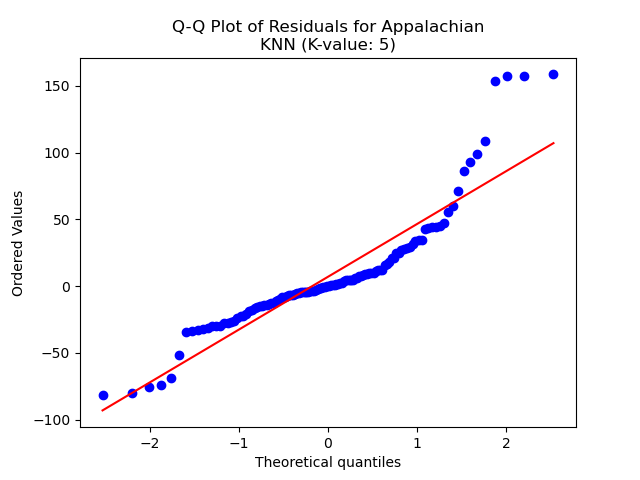 Q-Q Plot of Residuals for Appalachian
KNN (K-value: 5)
Ordered Values
150
100
50
0
−50
−100
−2
−1
0
1
2
Theoretical quantiles